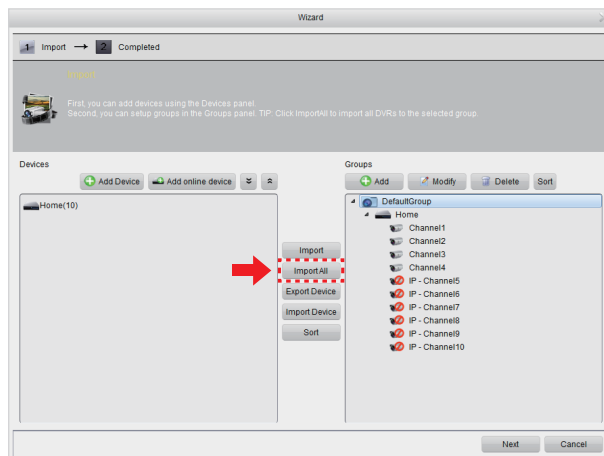 Wizard
1 Import → 2 Completed
Import
First, you can add devices using the Devices panel.
Second, you can setup groups in the Groups panel. TIP: Click ImportAll to import all DVRs to the selected group.
Devices
Add Device Add online device
Home(10)
Import
Import All
Export Device
Import Device
Sort
Groups
Add Modify Delete Sort
DefaultGroup
Home
Channel1
Channel2
Channel3
Channel4
IP - Channel5
IP - Channel6
IP - Channel7
IP - Channel8
IP - Channel9
IP - Channel10
Next Cancel